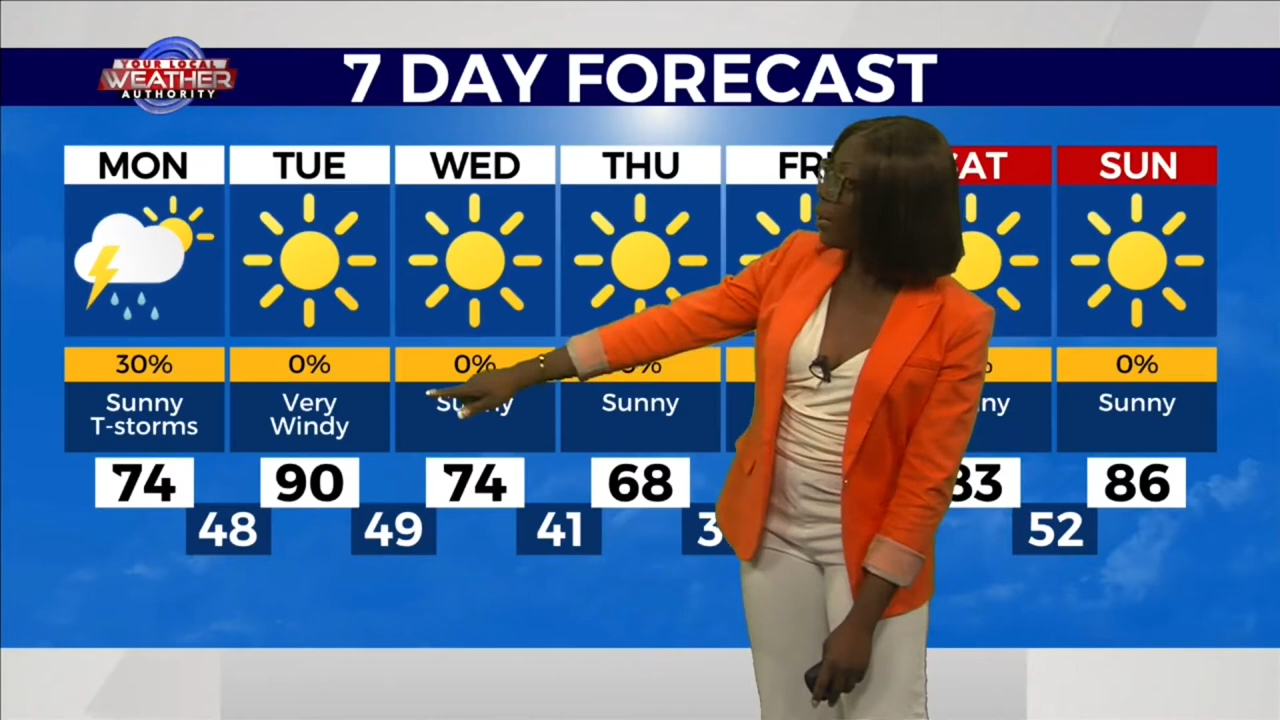 YOUR LOCAL
WEATHER
AUTHORITY
7 DAY FORECAST
MON TUE WED THU SUN
30% 0% 0% 0%
Sunny
T-storms
Very
Windy
Sunny
Sunny
74 90 74 68 86
48 49 41 52